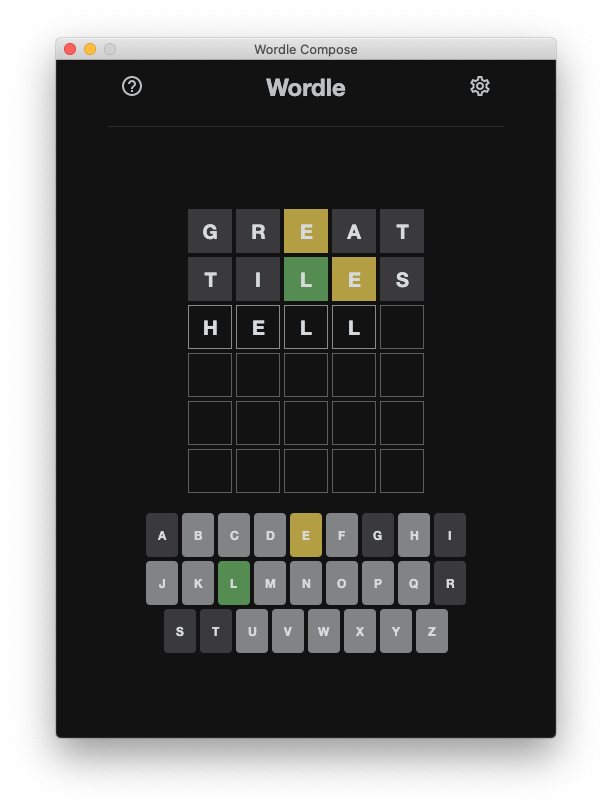 Wordle Compose
Wordle
G R E A T
T I L E S
H E L L
A B C D E F G H I
J K L M N O P Q R
S T U V W X Y Z